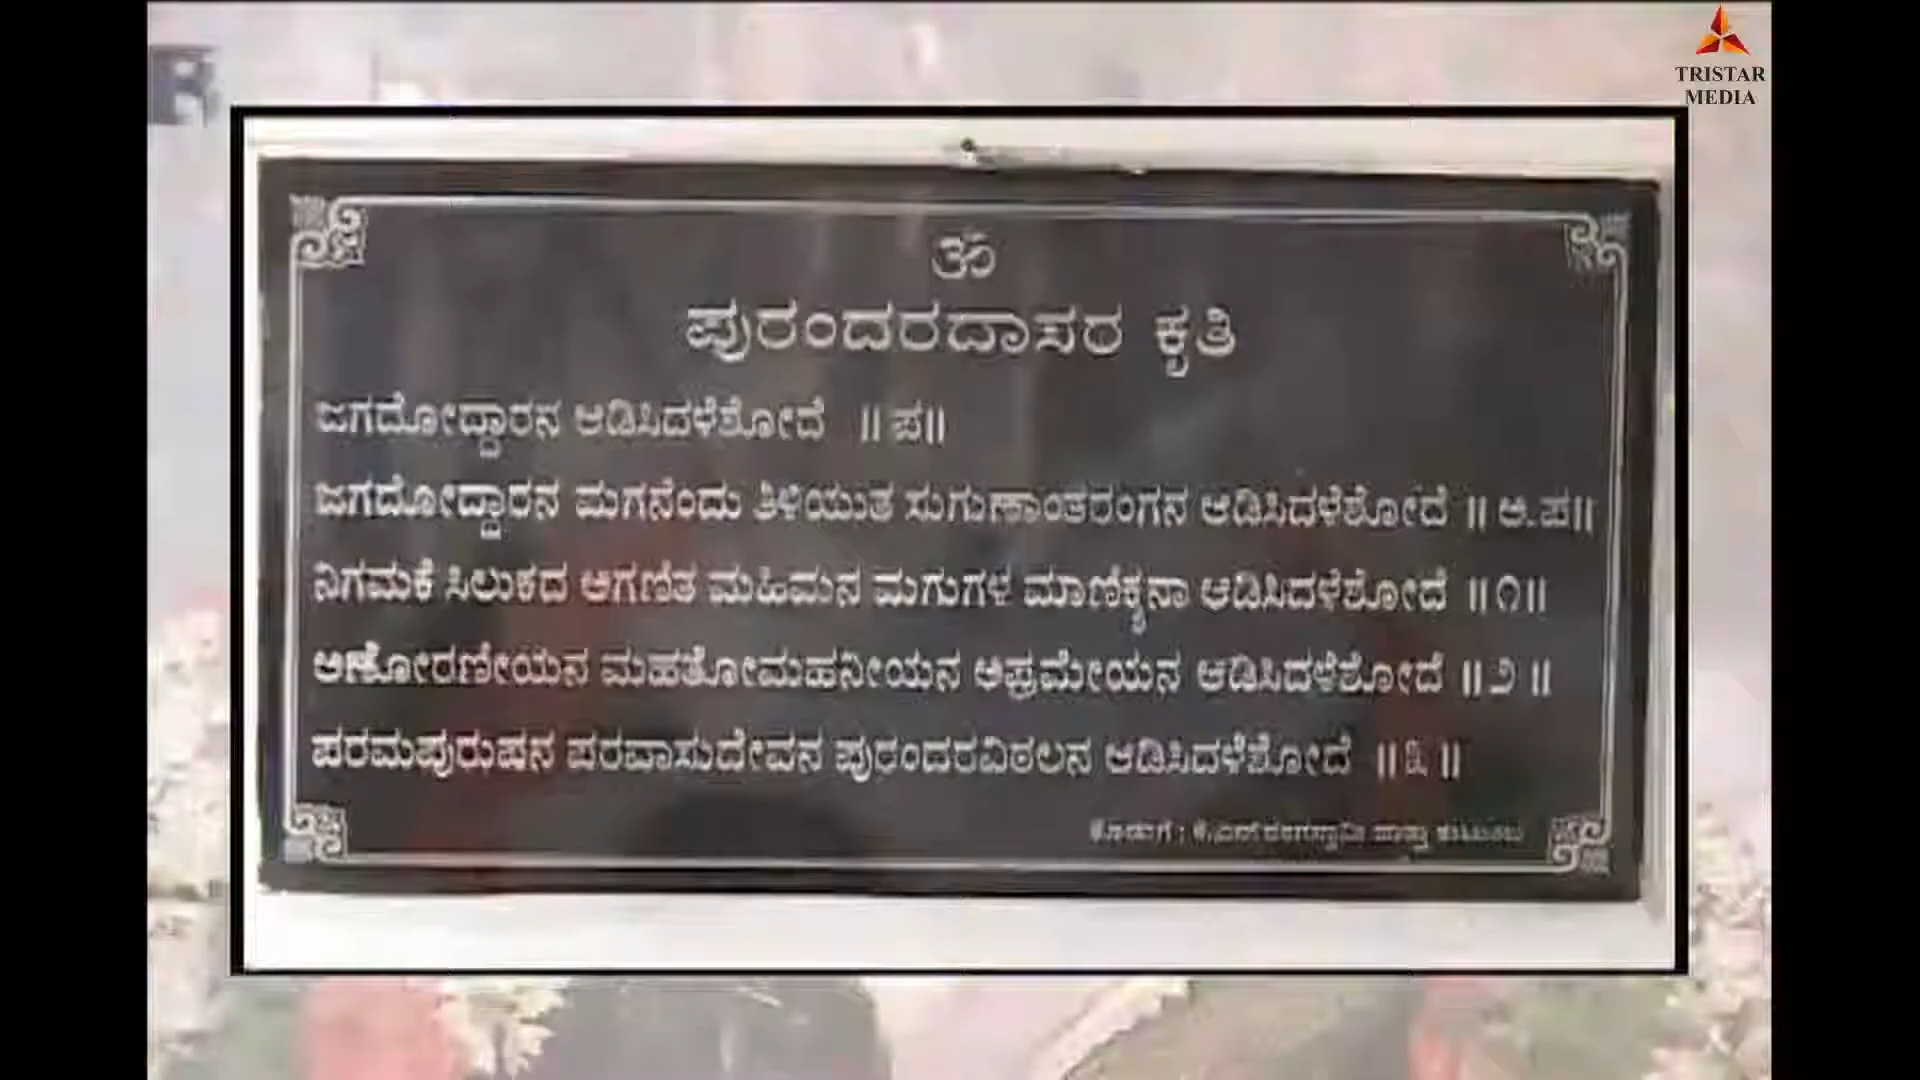 TRISTAR
MEDIA
ಓಂ
ಪುರಂದರದಾಸರ ಕೃತಿ
ಜಗದೋದ್ದಾರನ ಆಡಿಸಿದಳೆಶೋದೆ ॥ ಪ॥
ಜಗದೋದ್ದಾರನ ಮಗನೆಂದು ತಿಳಿಯುತ ಸುಗುಣಾಂತರಂಗನ ಆಡಿಸಿದಳೆಶೋದೆ ॥ ಅ.ಪ॥
ನಿಗಮಕೆ ಸಿಲುಕದ ಅಗಣಿತ ಮಹಿಮನ ಮಗುಗಳ ಮಾಣಿಕ್ಯನಾ ಆಡಿಸಿದಳೆಶೋದೆ ॥೧॥
ಅಣೋರಣೀಯನ ಮಹತೋಮಹನೀಯನ ಅಪ್ರಮೇಯನ ಆಡಿಸಿದಳೆಶೋದೆ ॥೨ ॥
ಪರಮಪುರುಷನ ಪರವಾಸುದೇವನ ಪುರಂದರವಿಠಲನ ಆಡಿಸಿದಳೆಶೋದೆ ॥೩ ॥
ಕೊಡುಗೆ : ಮತ್ತು ಕುಟುಂಬ